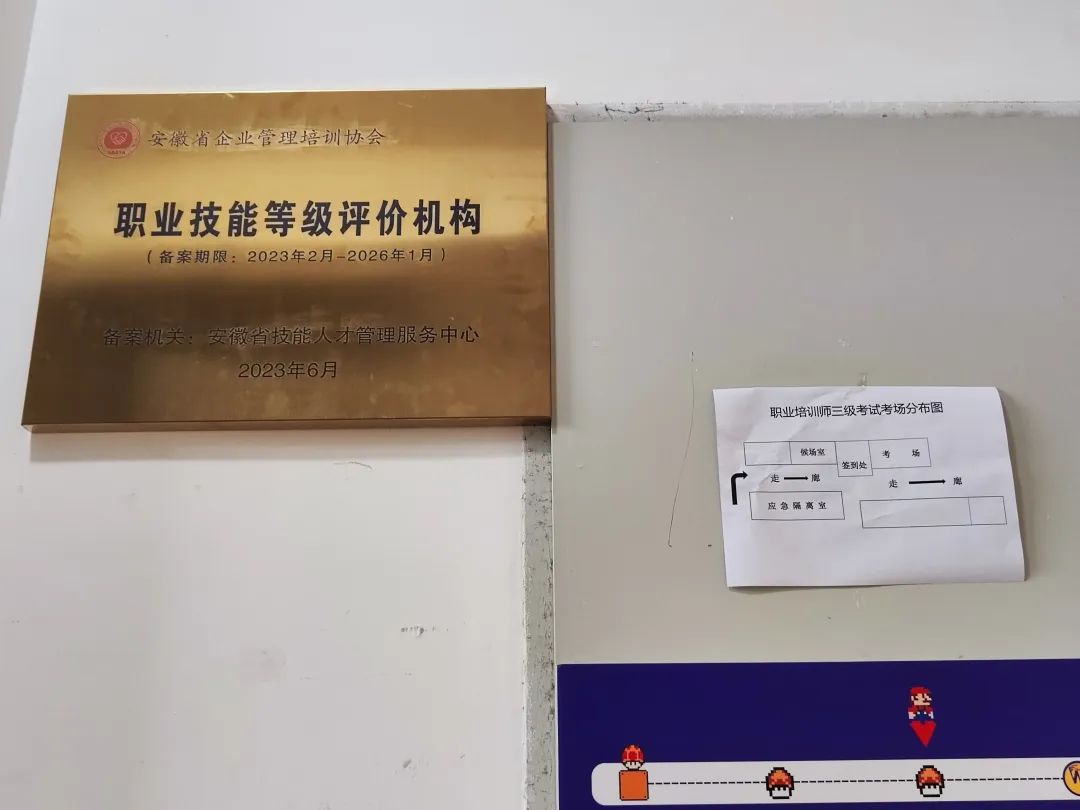 安徽省企业管理培训协会
职业技能等级评价机构
(备案期限：2023年2月-2026年1月)
备案机关：安徽省技能人才管理服务中心
2023年6月
职业培训师三级考试考场分布图
候场室
签到处
考 场
走 廊
走 廊
应急隔离室